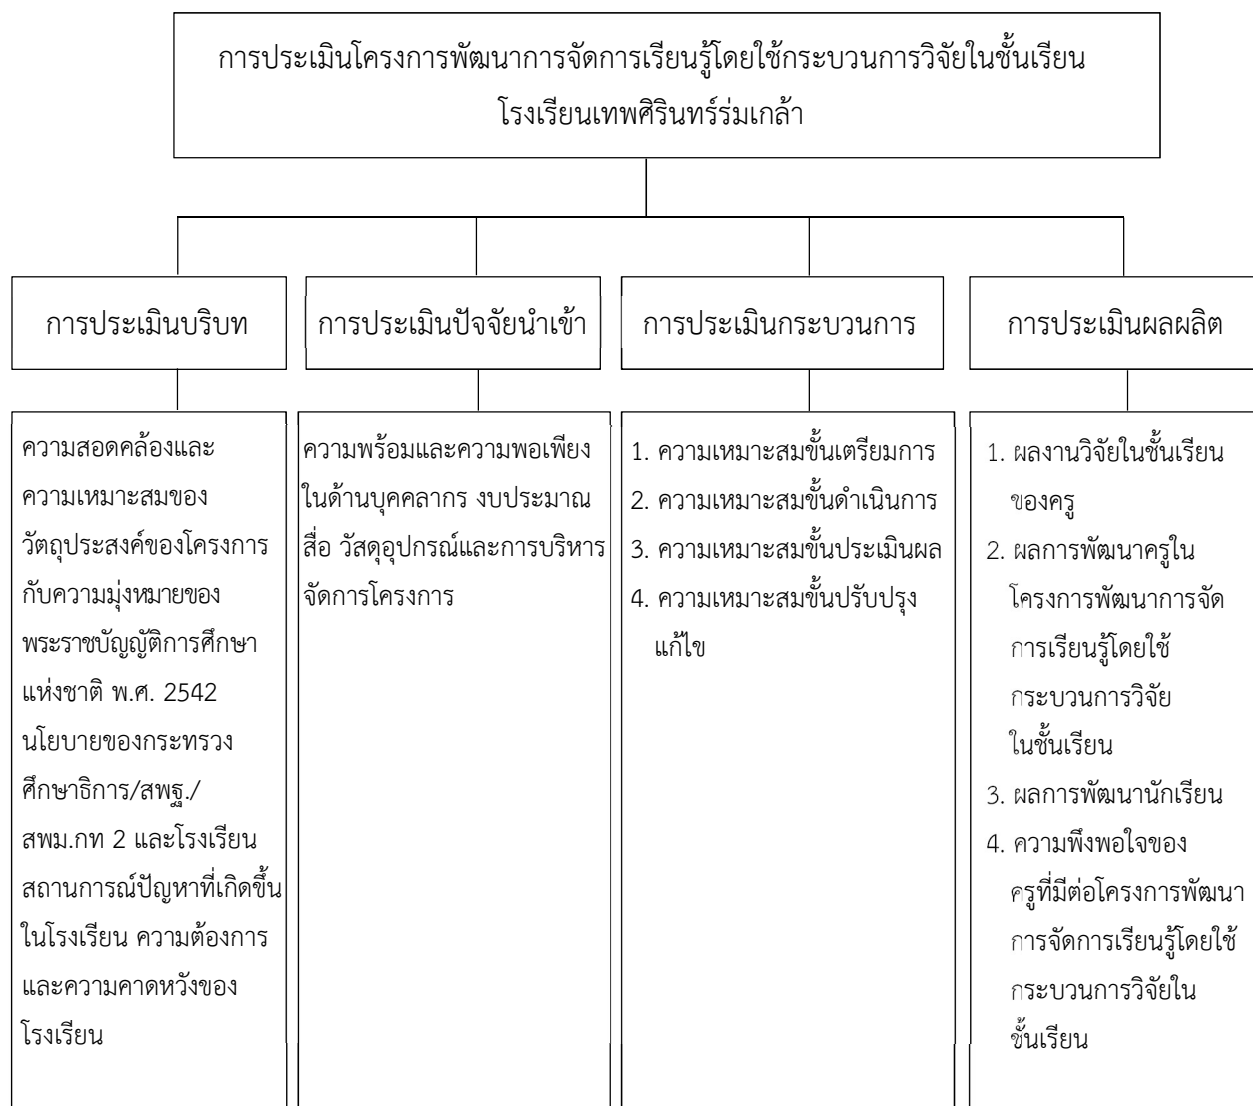 การประเมินโครงการพัฒนาการจัดการเรียนรู้โดยใช้กระบวนการวิจัยในชั้นเรียน
โรงเรียนเทพศิรินทร์ร่มเกล้า
การประเมินบริบท
การประเมินปัจจัยนำเข้า
การประเมินกระบวนการ
การประเมินผลผลิต
ความสอดคล้องและ
ความเหมาะสมของ
วัตถุประสงค์ของโครงการ
กับความมุ่งหมายของ
พระราชบัญญัติการศึกษา
แห่งชาติ พ.ศ. 2542
นโยบายของกระทรวง
ศึกษาธิการ/สพฐ./
สพม.กท 2 และโรงเรียน
สถานการณ์ปัญหาที่เกิดขึ้น
ในโรงเรียน ความต้องการ
และความคาดหวังของ
โรงเรียน
ความพร้อมและความพอเพียง
ในด้านบุคคลากร งบประมาณ
สื่อ วัสดุอุปกรณ์และการบริหาร
จัดการโครงการ
1. ความเหมาะสมขั้นเตรียมการ
2. ความเหมาะสมขั้นดำเนินการ
3. ความเหมาะสมขั้นประเมินผล
4. ความเหมาะสมขั้นปรับปรุง
แก้ไข
1. ผลงานวิจัยในชั้นเรียน
ของครู
2. ผลการพัฒนาครูใน
โครงการพัฒนาการจัด
การเรียนรู้โดยใช้
กระบวนการวิจัย
ในชั้นเรียน
3. ผลการพัฒนานักเรียน
4. ความพึงพอใจของ
ครูที่มีต่อโครงการพัฒนา
การจัดการเรียนรู้โดยใช้
กระบวนการวิจัยใน
ชั้นเรียน